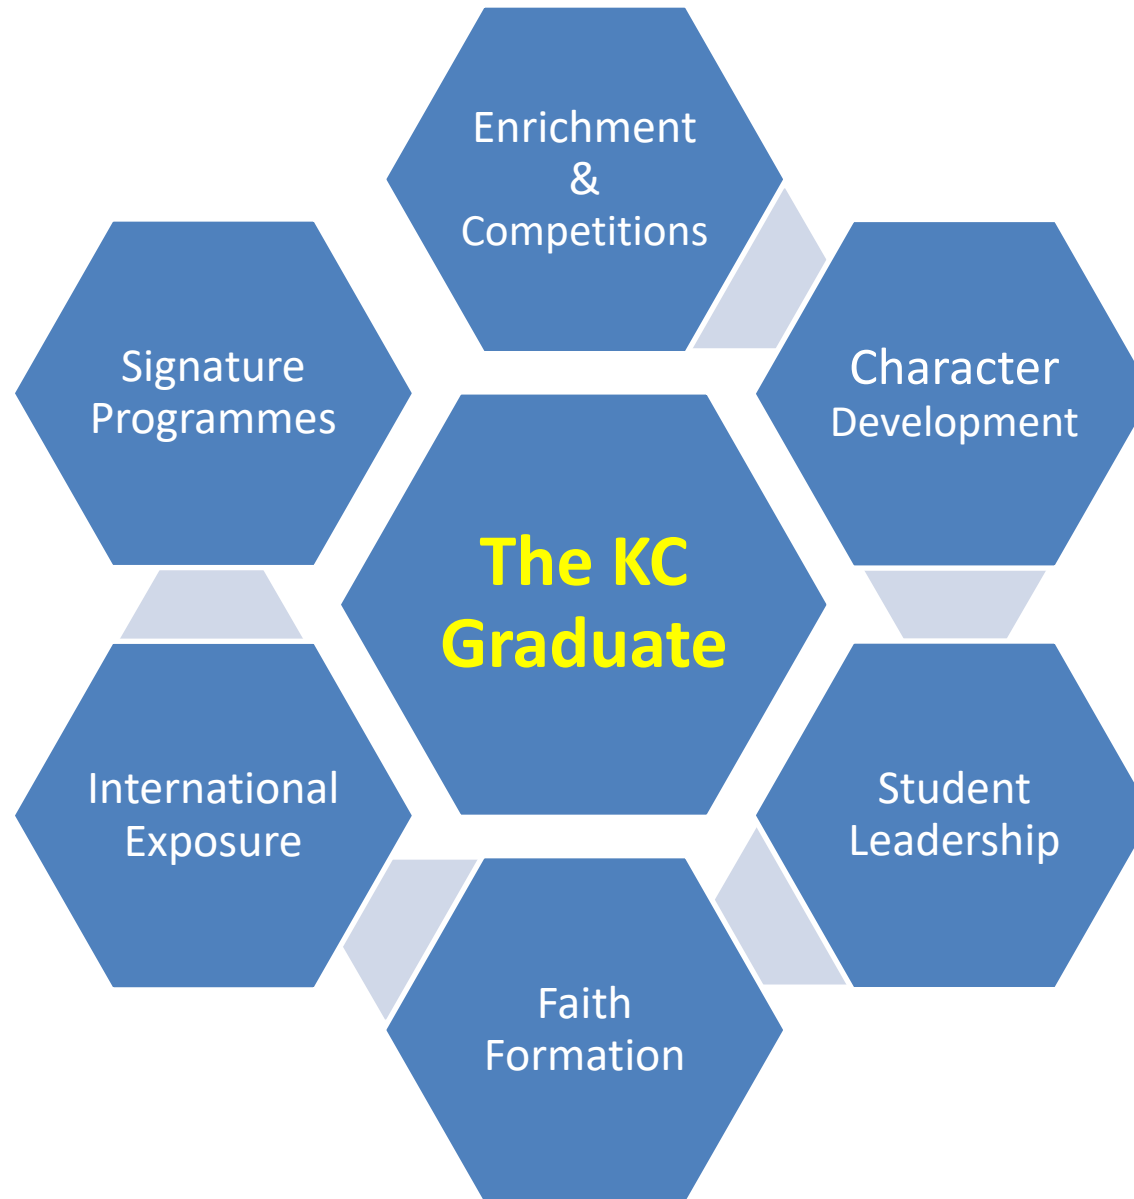 Enrichment
&
Competitions
Character
Development
Student
Leadership
Faith
Formation
International
Exposure
Signature
Programmes
The KC
Graduate